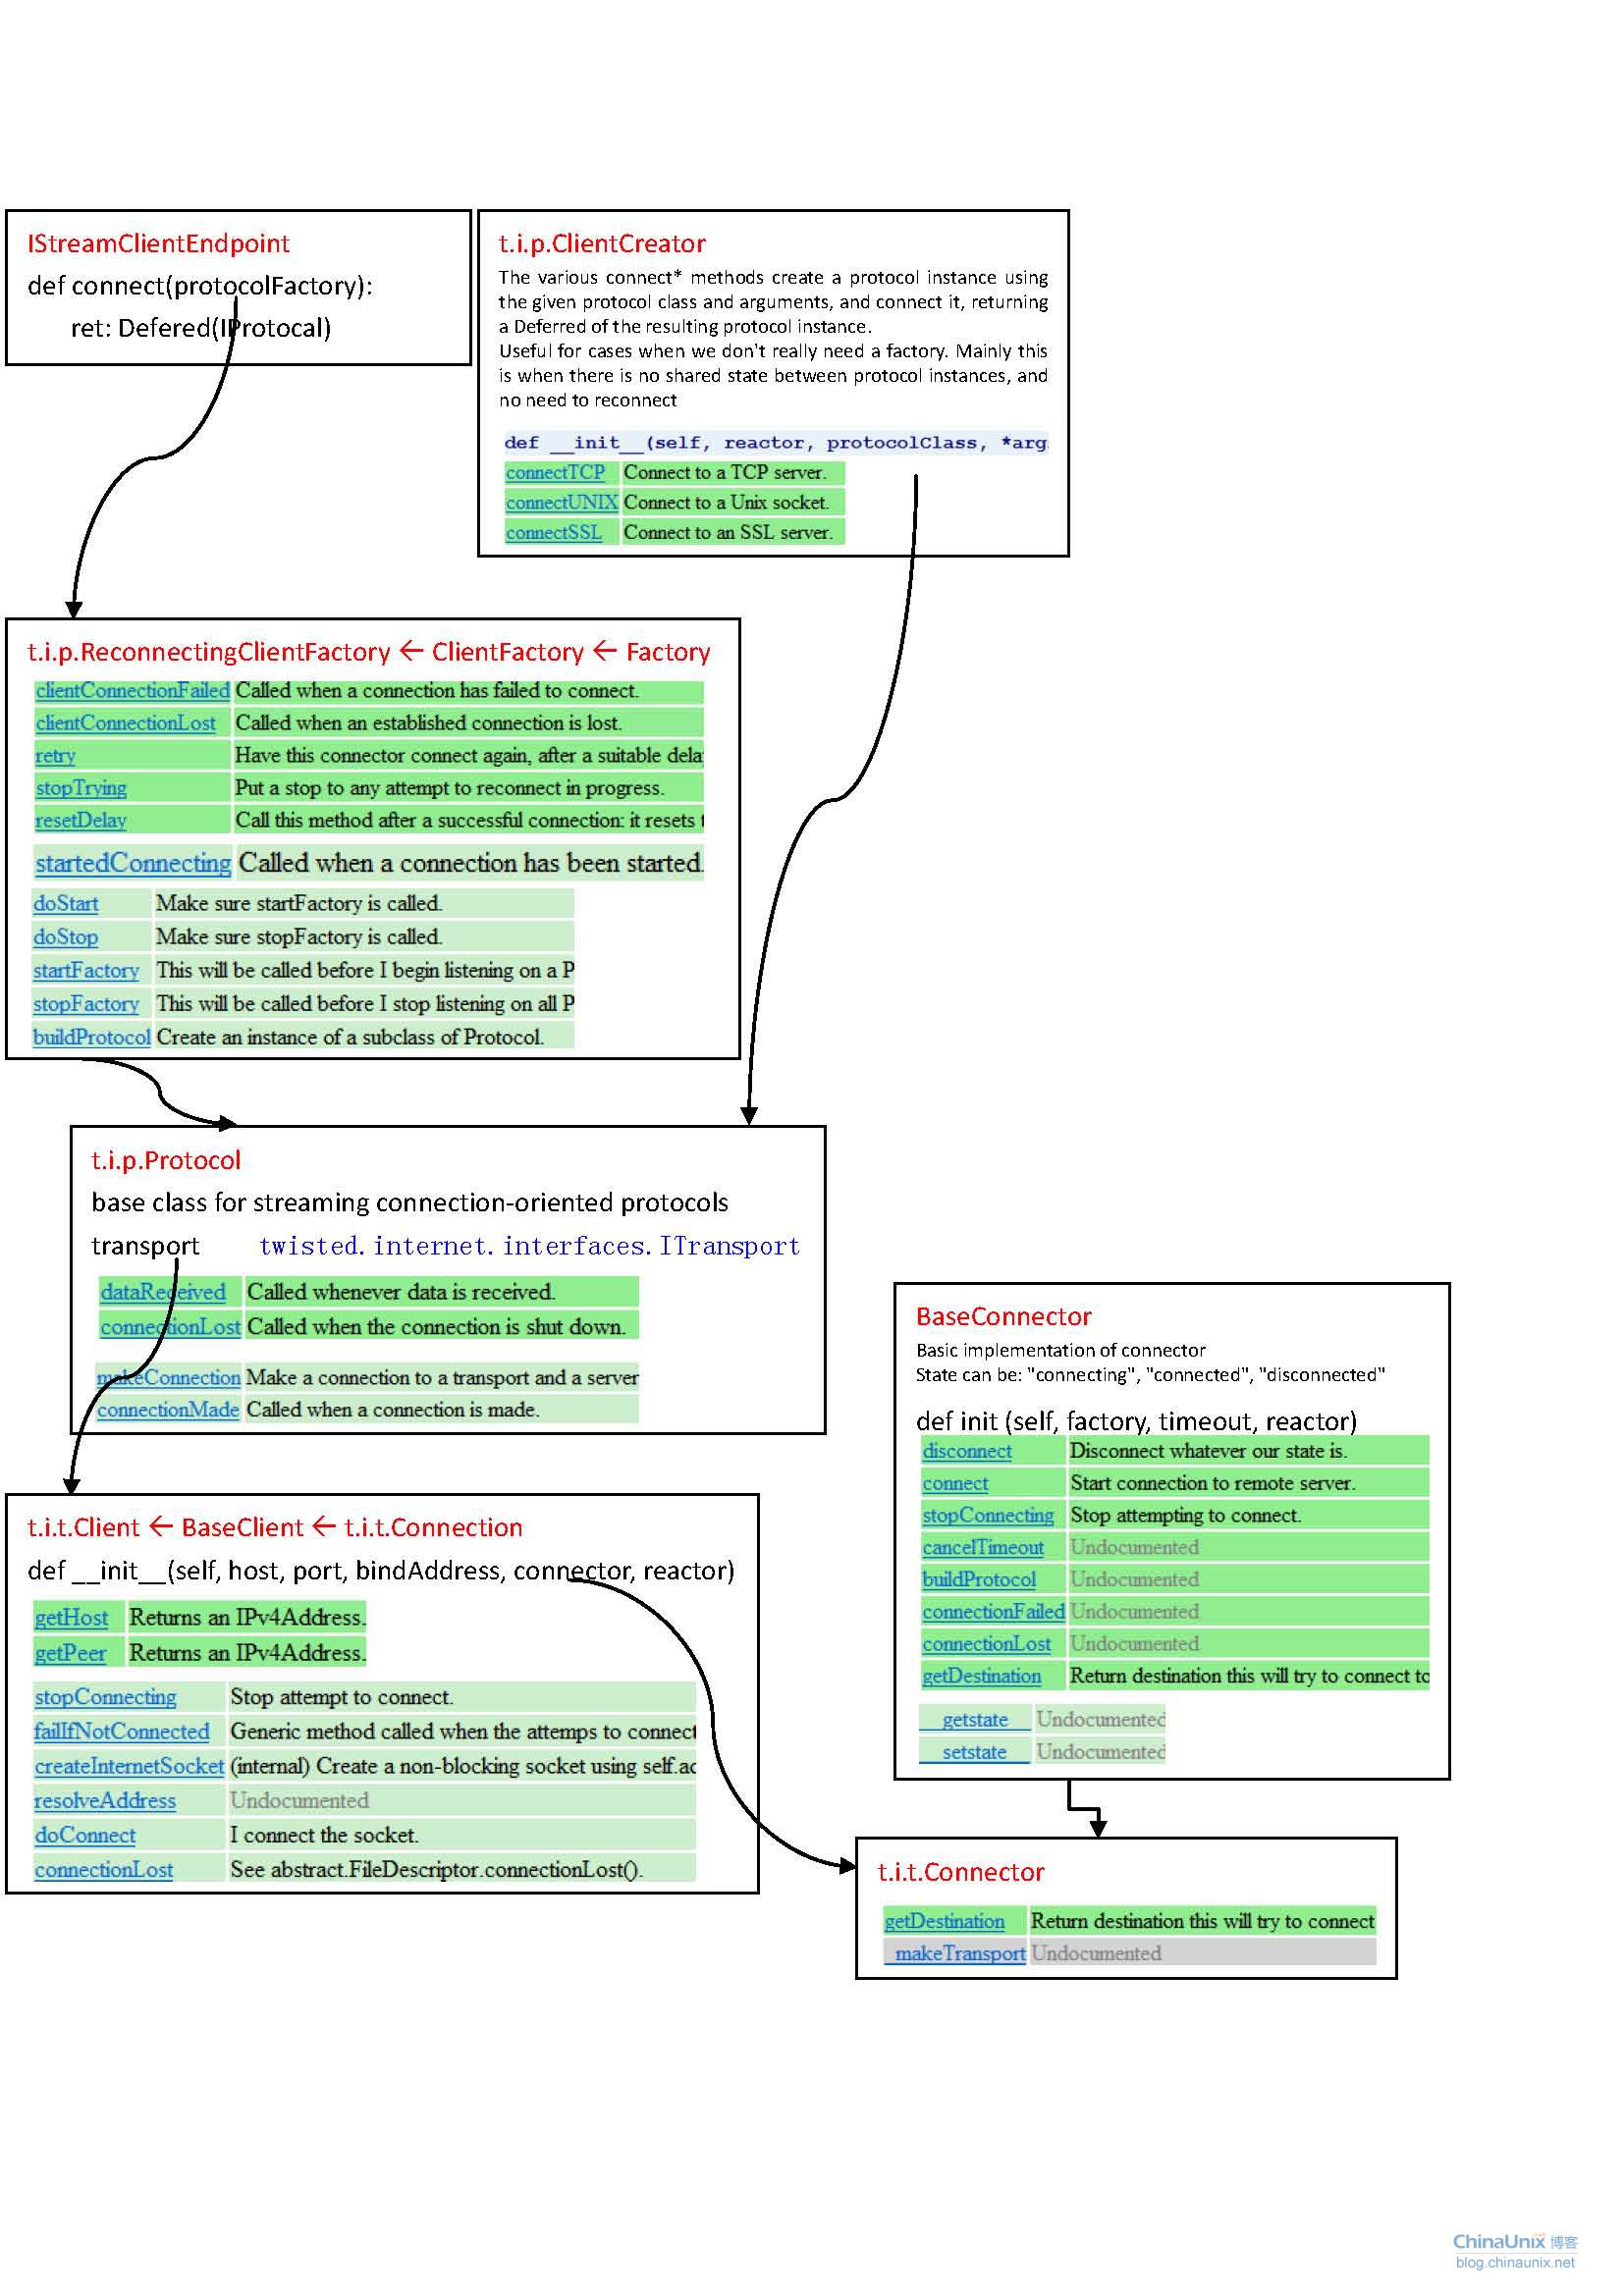 IStreamClientEndpoint
def connect(protocolFactory):
ret: Defered(IProtocal)
t.i.p.ClientCreator
The various connect* methods create a protocol instance using
the given protocol class and arguments, and connect it, returning
a Deferred of the resulting protocol instance.
Useful for cases when we don't really need a factory. Mainly this
is when there is no shared state between protocol instances, and
no need to reconnect
def __init__(self, reactor, protocolClass, *arg
connectTCP Connect to a TCP server.
connectUNIX Connect to a Unix socket.
connectSSL Connect to an SSL server.
t.i.p.ReconnectingClientFactory ← ClientFactory ← Factory
clientConnectionFailed Called when a connection has failed to connect.
clientConnectionLost Called when an established connection is lost.
retry Have this connector connect again, after a suitable dela
stopTrying Put a stop to any attempt to reconnect in progress.
resetDelay Call this method after a successful connection: it resets t
startedConnecting Called when a connection has been started.
doStart Make sure startFactory is called.
doStop Make sure stopFactory is called.
startFactory This will be called before I begin listening on a P
stopFactory This will be called before I stop listening on all P
buildProtocol Create an instance of a subclass of Protocol.
t.i.p.Protocol
base class for streaming connection-oriented protocols
transport twisted.internet.interfaces.ITransport
dataReceived Called whenever data is received.
connectionLost Called when the connection is shut down.
makeConnection Make a connection to a transport and a server
connectionMade Called when a connection is made.
BaseConnector
Basic implementation of connector
State can be: "connecting", "connected", "disconnected"
def init (self, factory, timeout, reactor)
disconnect Disconnect whatever our state is.
connect Start connection to remote server.
stopConnecting Stop attempting to connect.
cancelTimeout Undocumented
buildProtocol Undocumented
connectionFailed Undocumented
connectionLost Undocumented
getDestination Return destination this will try to connect to
__getstate__ Undocumented
__setstate__ Undocumented
t.i.t.Client ← BaseClient ← t.i.t.Connection
def __init__(self, host, port, bindAddress, connector, reactor)
getHost Returns an IPv4Address.
getPeer Returns an IPv4Address.
stopConnecting Stop attempt to connect.
failIfNotConnected Generic method called when the attemps to connect
createInternetSocket (internal) Create a non-blocking socket using self.ad
resolveAddress Undocumented
doConnect I connect the socket.
connectionLost See abstract.FileDescriptor.connectionLost().
t.i.t.Connector
getDestination Return destination this will try to connect
_makeTransport Undocumented
ChinaUnix 博客
blog.chinaunix.net